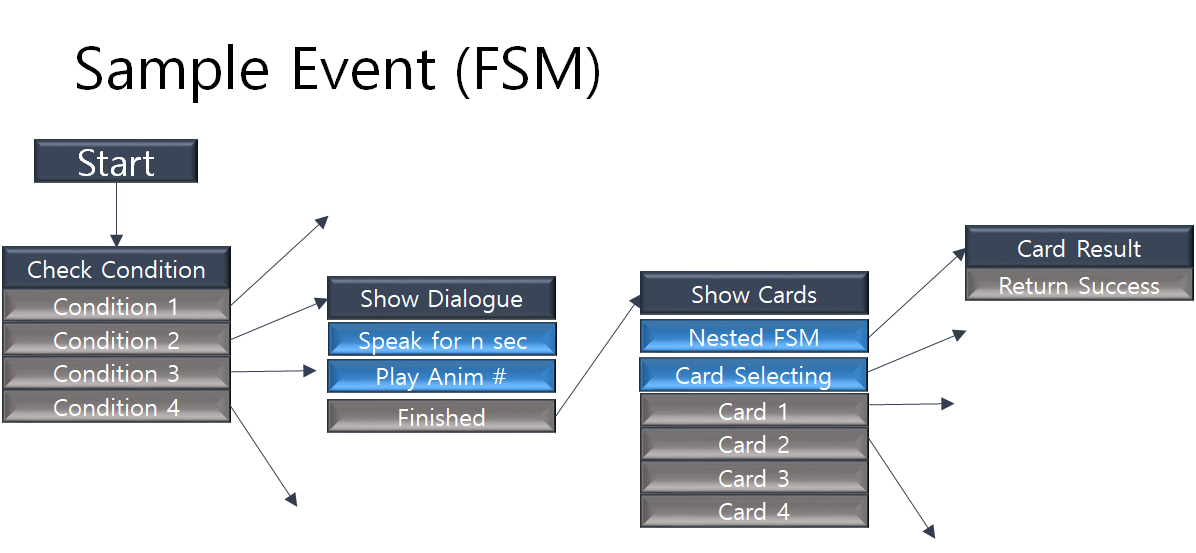 Sample Event (FSM)
Start
Check Condition
Condition 1
Condition 2
Condition 3
Condition 4
Show Dialogue
Speak for n sec
Play Anim #
Finished
Show Cards
Nested FSM
Card Selecting
Card 1
Card 2
Card 3
Card 4
Card Result
Return Success